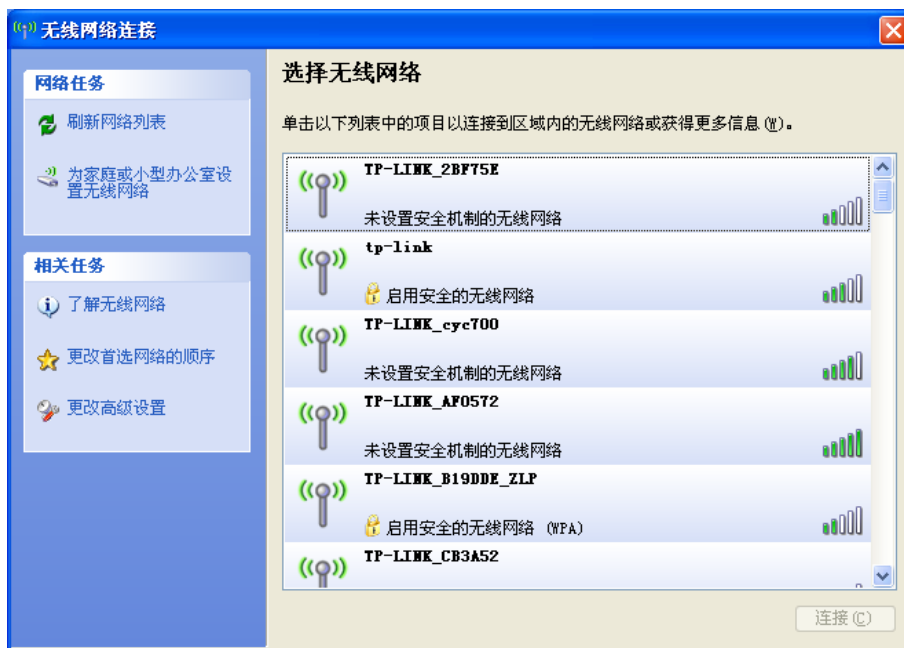 无线网络连接
网络任务
刷新网络列表
为家庭或小型办公室设
置无线网络
相关任务
了解无线网络
更改首选网络的顺序
更改高级设置
选择无线网络
单击以下列表中的项目以连接到区域内的无线网络或获得更多信息(W)。
TP-LINK_2BF75E
未设置安全机制的无线网络
tp-link
启用安全的无线网络
TP-LINK_cyc700
未设置安全机制的无线网络
TP-LINK_AF0572
未设置安全机制的无线网络
TP-LINK_B19DDE_ZLP
启用安全的无线网络 (WPA)
TP-LINK_CB3A52
连接(C)